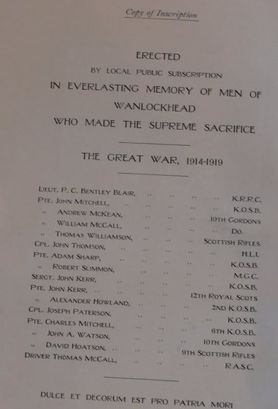 Copy of Inscription
ERECTED
BY LOCAL PUBLIC SUBSCRIPTION
IN EVERLASTING MEMORY OF MEN OF
WANLOCKHEAD
WHO MADE THE SUPREME SACRIFICE
THE GREAT WAR, 1914-1919
LIEUT. P. C. BENTLEY BLAIR, .. .. .. K.R.R.C.
PTE. JOHN MITCHELL, .. .. .. K.O.S.B.
„ ANDREW MCKEAN, .. .. .. 10TH GORDONS
„ WILLIAM MCCALL, .. .. .. DO.
„ THOMAS WILLIAMSON, .. .. .. SCOTTISH RIFLES
CPL. JOHN THOMSON, .. .. .. H.L.I.
PTE. ADAM SHARP, .. .. .. K.O.S.B.
„ ROBERT SLIMMON, .. .. .. M.G.C.
SERGT. JOHN KERR, .. .. .. K.O.S.B.
PTE. JOHN KERR, .. .. .. 12TH ROYAL SCOTS
„ ALEXANDER HOWLAND, .. .. 2ND K.O.S.B.
CPL. JOSEPH PATERSON, .. .. .. K.O.S.B.
PTE. CHARLES MITCHELL, .. .. 6TH K.O.S.B.
„ JOHN A. WATSON, .. .. .. 10TH GORDONS
„ DAVID HOATSON, .. .. 9TH SCOTTISH RIFLES
DRIVER THOMAS MCCALL, .. .. .. R.A.S.C.
DULCE ET DECORUM EST PRO PATRIA MORI